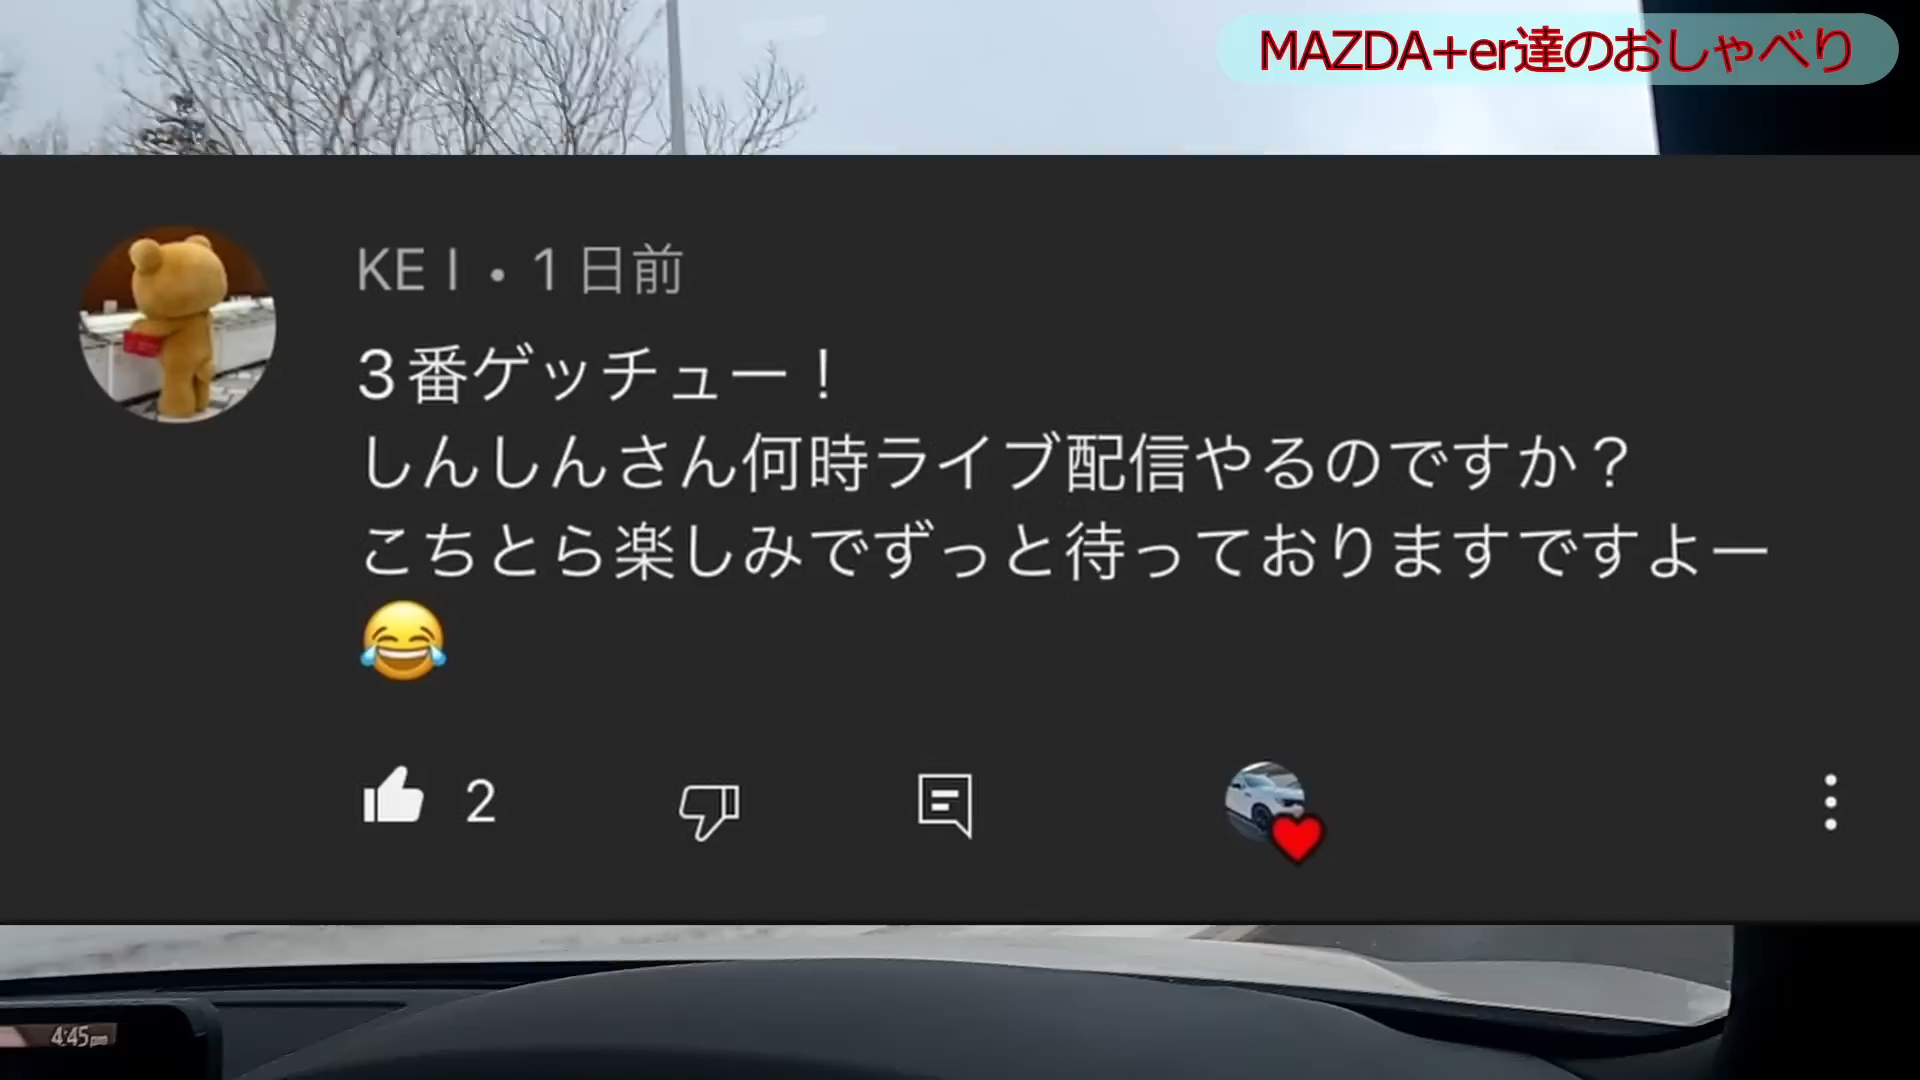 MAZDA+er達のおしゃべり
KEI・1日前
3番ゲッチュー！
しんしんさん何時ライブ配信やるのですか？
こちとら楽しみでずっと待っておりますですよー
😂
2
4:45pm